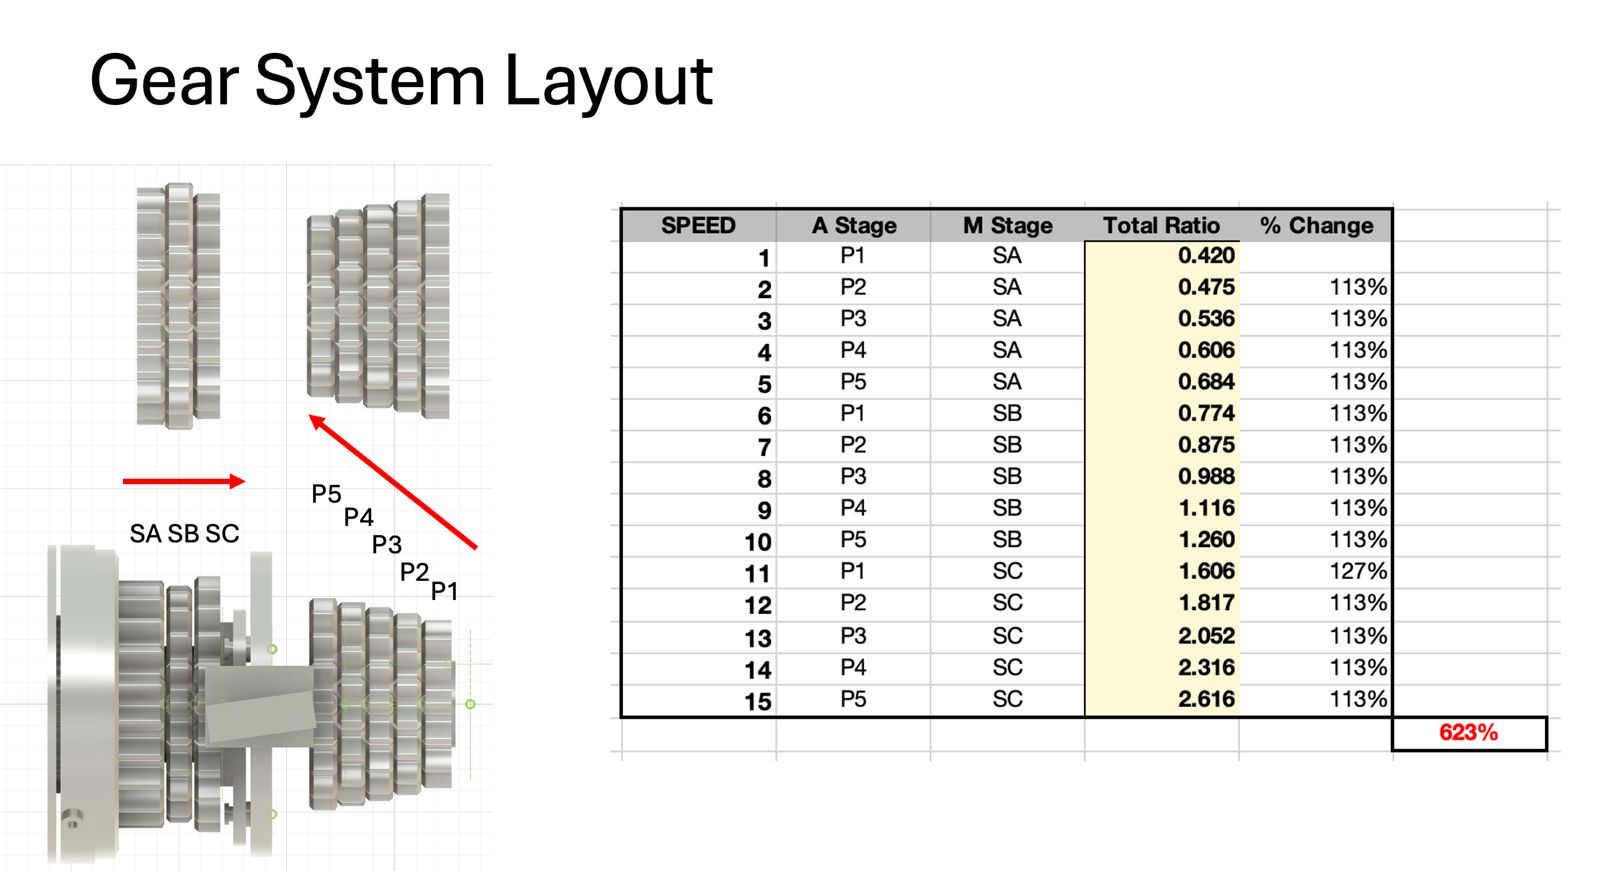 Gear System Layout
SA SB SC
P5
P4
P3
P2
P1
SPEED A Stage M Stage Total Ratio % Change
1 P1 SA 0.420
2 P2 SA 0.475 113%
3 P3 SA 0.536 113%
4 P4 SA 0.606 113%
5 P5 SA 0.684 113%
6 P1 SB 0.774 113%
7 P2 SB 0.875 113%
8 P3 SB 0.988 113%
9 P4 SB 1.116 113%
10 P5 SB 1.260 113%
11 P1 SC 1.606 127%
12 P2 SC 1.817 113%
13 P3 SC 2.052 113%
14 P4 SC 2.316 113%
15 P5 SC 2.616 113%
623%